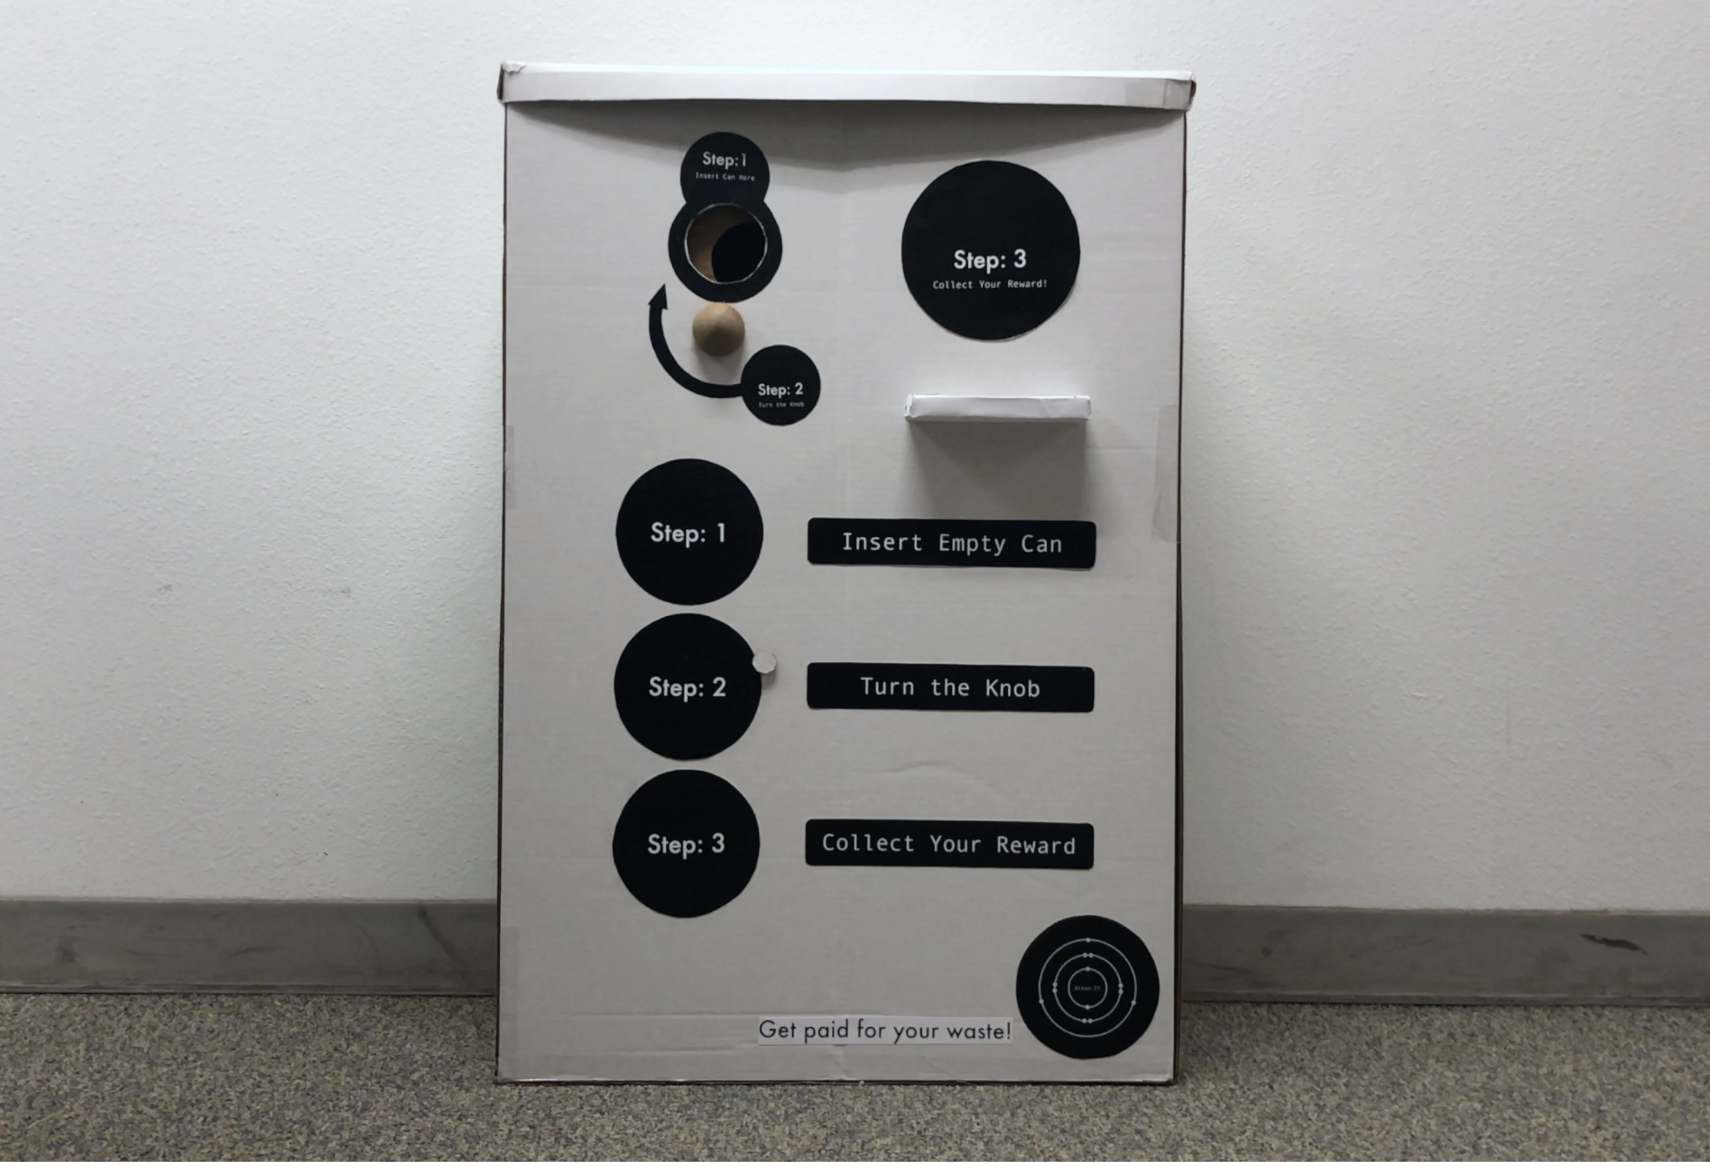 Step:1
Insert Can Here
Step: 3
Collect Your Reward!
Step: 2
Turn the Knob
Step: 1
Insert Empty Can
Step: 2
Turn the Knob
Step: 3
Collect Your Reward
Get paid for your waste!